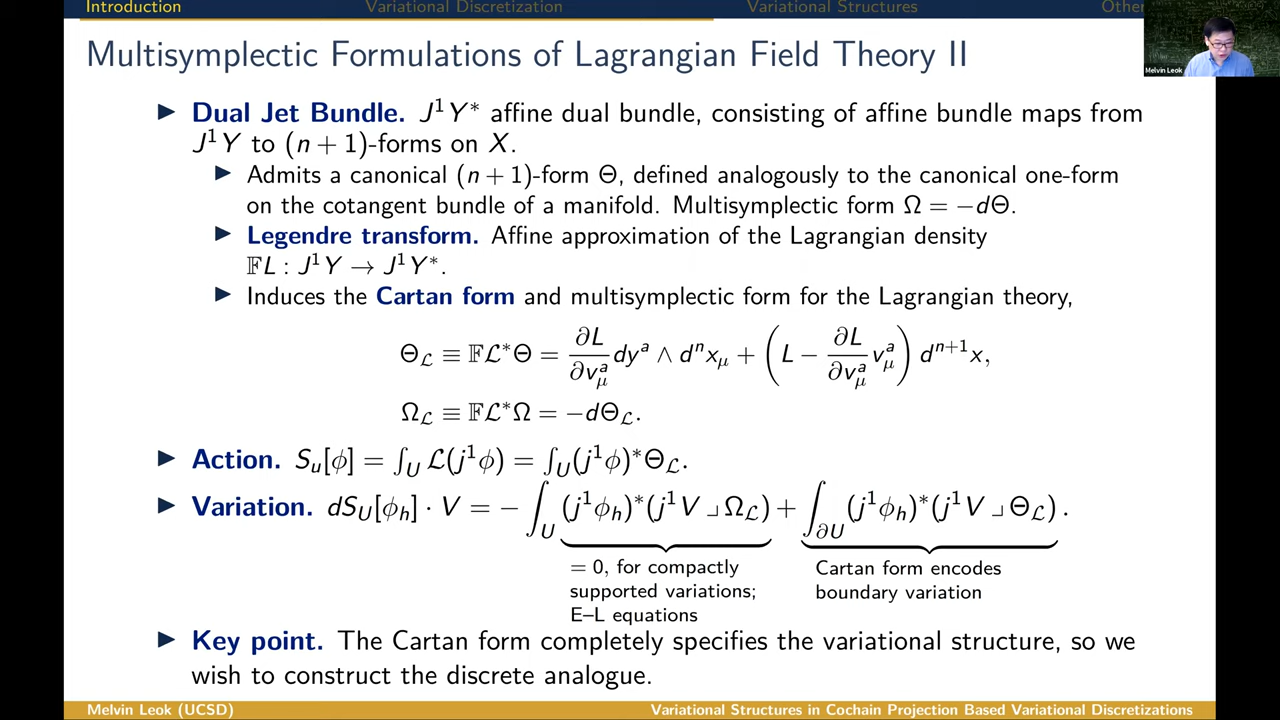 Introduction Variational Discretization Variational Structures Other
Multisymplectic Formulations of Lagrangian Field Theory II
Melvin Leok
▶ Dual Jet Bundle. J¹Y* affine dual bundle, consisting of affine bundle maps from
J¹Y to (n + 1)-forms on X.
▶ Admits a canonical (n + 1)-form Θ, defined analogously to the canonical one-form
on the cotangent bundle of a manifold. Multisymplectic form Ω = −dΘ.
▶ Legendre transform. Affine approximation of the Lagrangian density
𝔽L : J¹Y → J¹Y*.
▶ Induces the Cartan form and multisymplectic form for the Lagrangian theory,
Θ_ℒ ≡ 𝔽ℒ*Θ = ∂L/∂v^a_μ dy^a ∧ d^n x_μ + (L − ∂L/∂v^a_μ v^a_μ) d^{n+1}x,
Ω_ℒ ≡ 𝔽ℒ*Ω = −dΘ_ℒ.
▶ Action. S_u[ϕ] = ∫_U ℒ(j¹ϕ) = ∫_U (j¹ϕ)*Θ_ℒ.
▶ Variation. dS_U[ϕ_h] · V = − ∫_U (j¹ϕ_h)*(j¹V ⌟ Ω_ℒ) + ∫_∂U (j¹ϕ_h)*(j¹V ⌟ Θ_ℒ).
= 0, for compactly
supported variations;
E–L equations
Cartan form encodes
boundary variation
▶ Key point. The Cartan form completely specifies the variational structure, so we
wish to construct the discrete analogue.
Melvin Leok (UCSD) Variational Structures in Cochain Projection Based Variational Discretizations